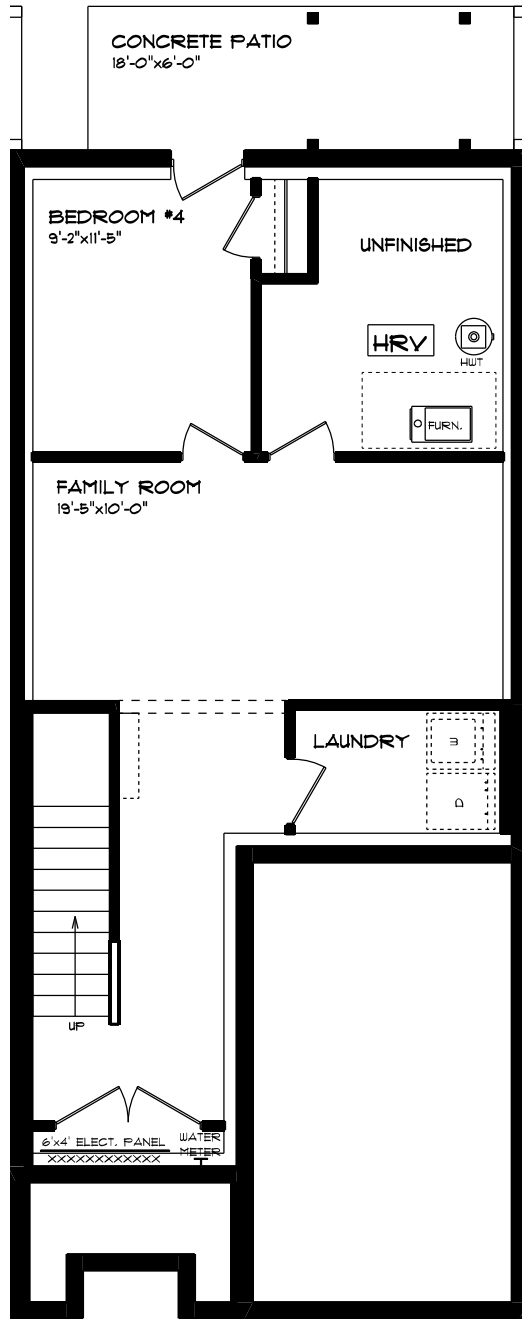 CONCRETE PATIO
18'-0"x6'-0"
BEDROOM #4
9'-2"x11'-5"
UNFINISHED
HRV
HWT
FURN.
FAMILY ROOM
19'-5"x10'-0"
LAUNDRY
W
D
UP
6'x4' ELECT. PANEL
WATER
METER
XXXXXXXXXXXX